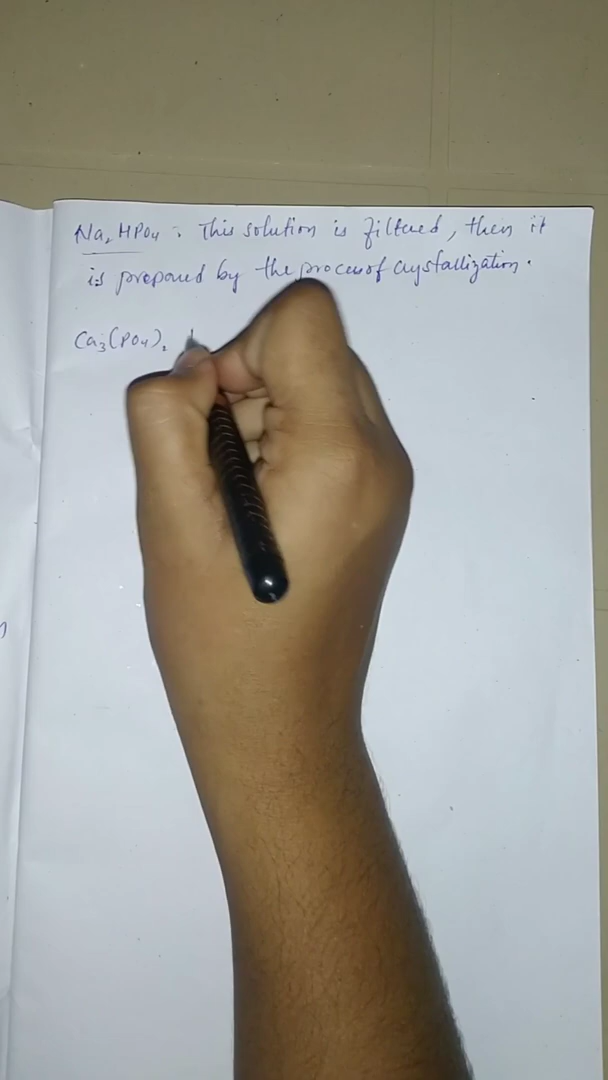 Na₂HPO₄ : This solution is filtered, then it
is prepared by the process of crystallization.
Ca₃(PO₄)₂